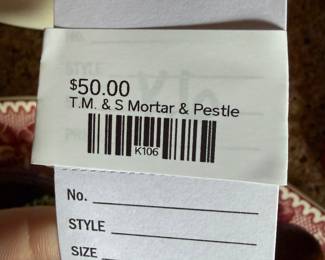 $50.00
T.M. & S Mortar & Pestle
K106
No.
STYLE
SIZE